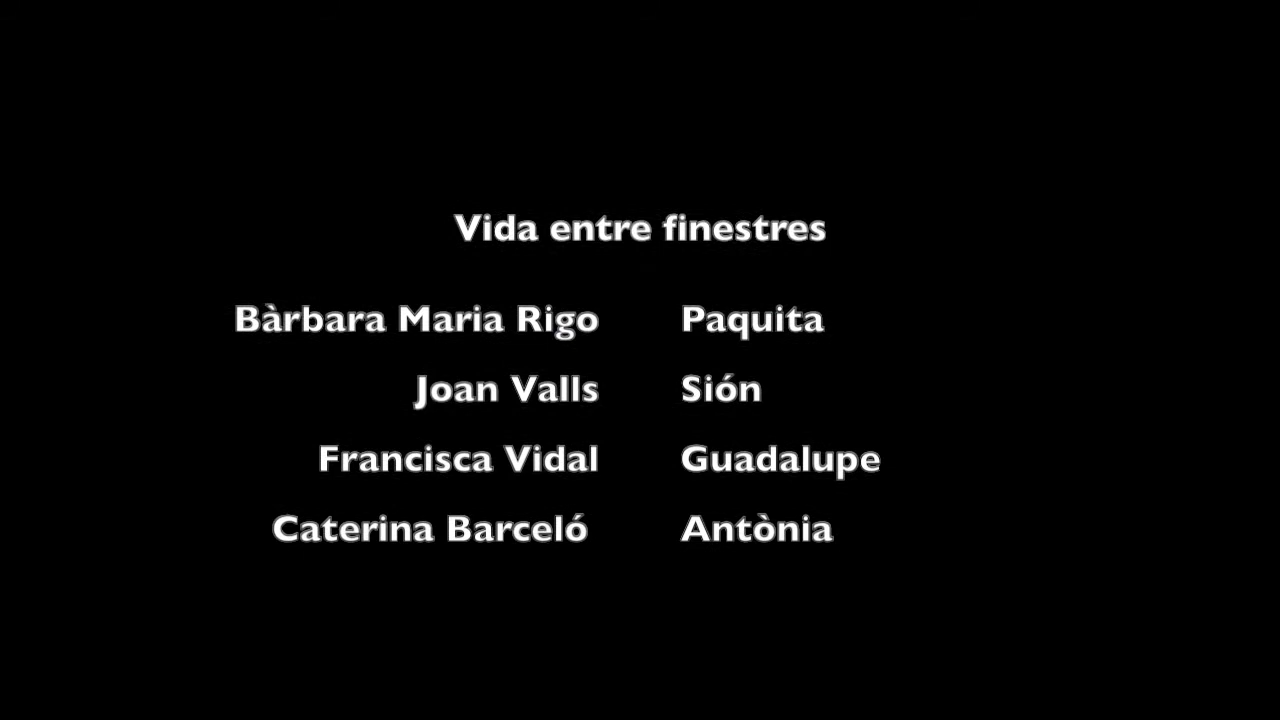 Vida entre finestres
Bàrbara Maria Rigo Paquita
Joan Valls Sión
Francisca Vidal Guadalupe
Caterina Barceló Antònia